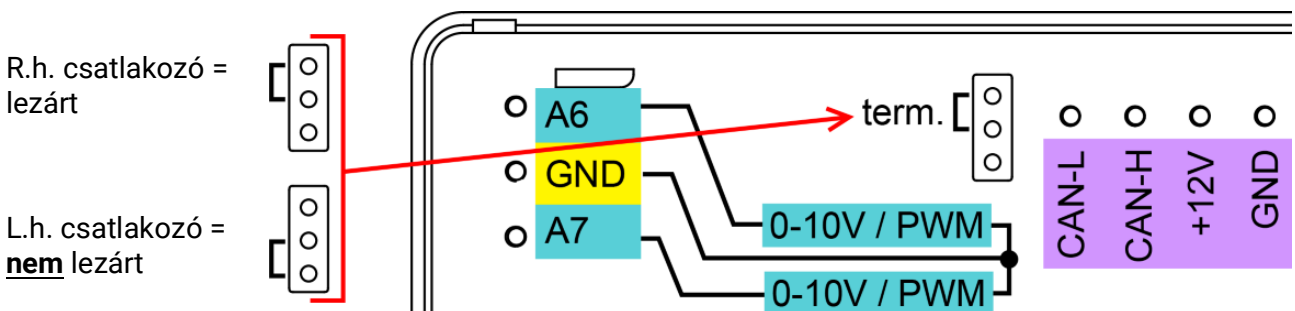 R.h. csatlakozó =
lezárt
L.h. csatlakozó =
nem lezárt
A6
GND
A7
0-10V / PWM
0-10V / PWM
term.
CAN-L
CAN-H
+12V
GND